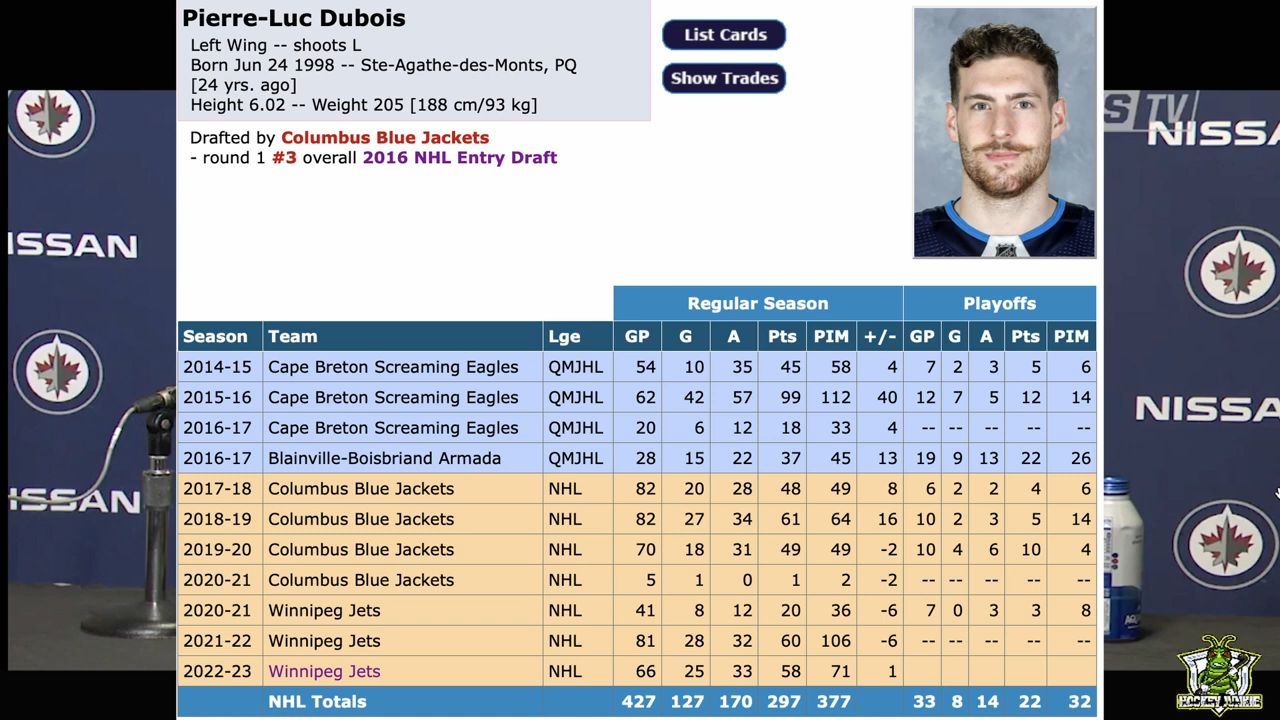 Pierre-Luc Dubois
Left Wing -- shoots L
Born Jun 24 1998 -- Ste-Agathe-des-Monts, PQ
[24 yrs. ago]
Height 6.02 -- Weight 205 [188 cm/93 kg]
Drafted by Columbus Blue Jackets
- round 1 #3 overall 2016 NHL Entry Draft
List Cards
Show Trades
S TV
NISSA
NISSAN
NISSA
ISSAN
Regular Season Playoffs
Season Team Lge GP G A Pts PIM +/- GP G A Pts PIM
2014-15 Cape Breton Screaming Eagles QMJHL 54 10 35 45 58 4 7 2 3 5 6
2015-16 Cape Breton Screaming Eagles QMJHL 62 42 57 99 112 40 12 7 5 12 14
2016-17 Cape Breton Screaming Eagles QMJHL 20 6 12 18 33 4 -- -- -- -- --
2016-17 Blainville-Boisbriand Armada QMJHL 28 15 22 37 45 13 19 9 13 22 26
2017-18 Columbus Blue Jackets NHL 82 20 28 48 49 8 6 2 2 4 6
2018-19 Columbus Blue Jackets NHL 82 27 34 61 64 16 10 2 3 5 14
2019-20 Columbus Blue Jackets NHL 70 18 31 49 49 -2 10 4 6 10 4
2020-21 Columbus Blue Jackets NHL 5 1 0 1 2 -2 -- -- -- -- --
2020-21 Winnipeg Jets NHL 41 8 12 20 36 -6 7 0 3 3 8
2021-22 Winnipeg Jets NHL 81 28 32 60 106 -6 -- -- -- -- --
2022-23 Winnipeg Jets NHL 66 25 33 58 71 1
NHL Totals 427 127 170 297 377 33 8 14 22 32
HOCKEY JUNKIE